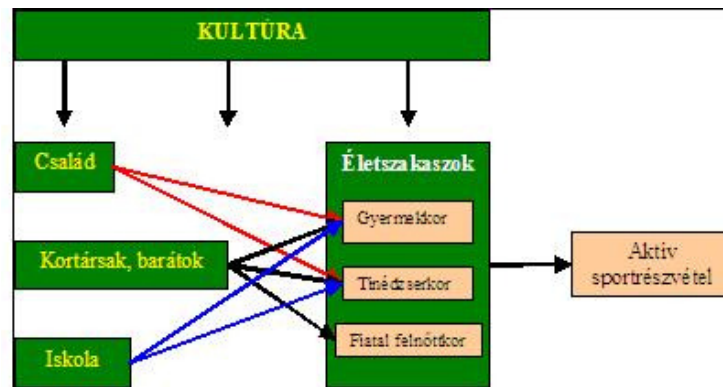 KULTÚRA
Család
Kortársak, barátok
Iskola
Életszakaszok
Gyermekkor
Tinédzserkor
Fiatal felnőttkor
Aktív
sportrészvétel